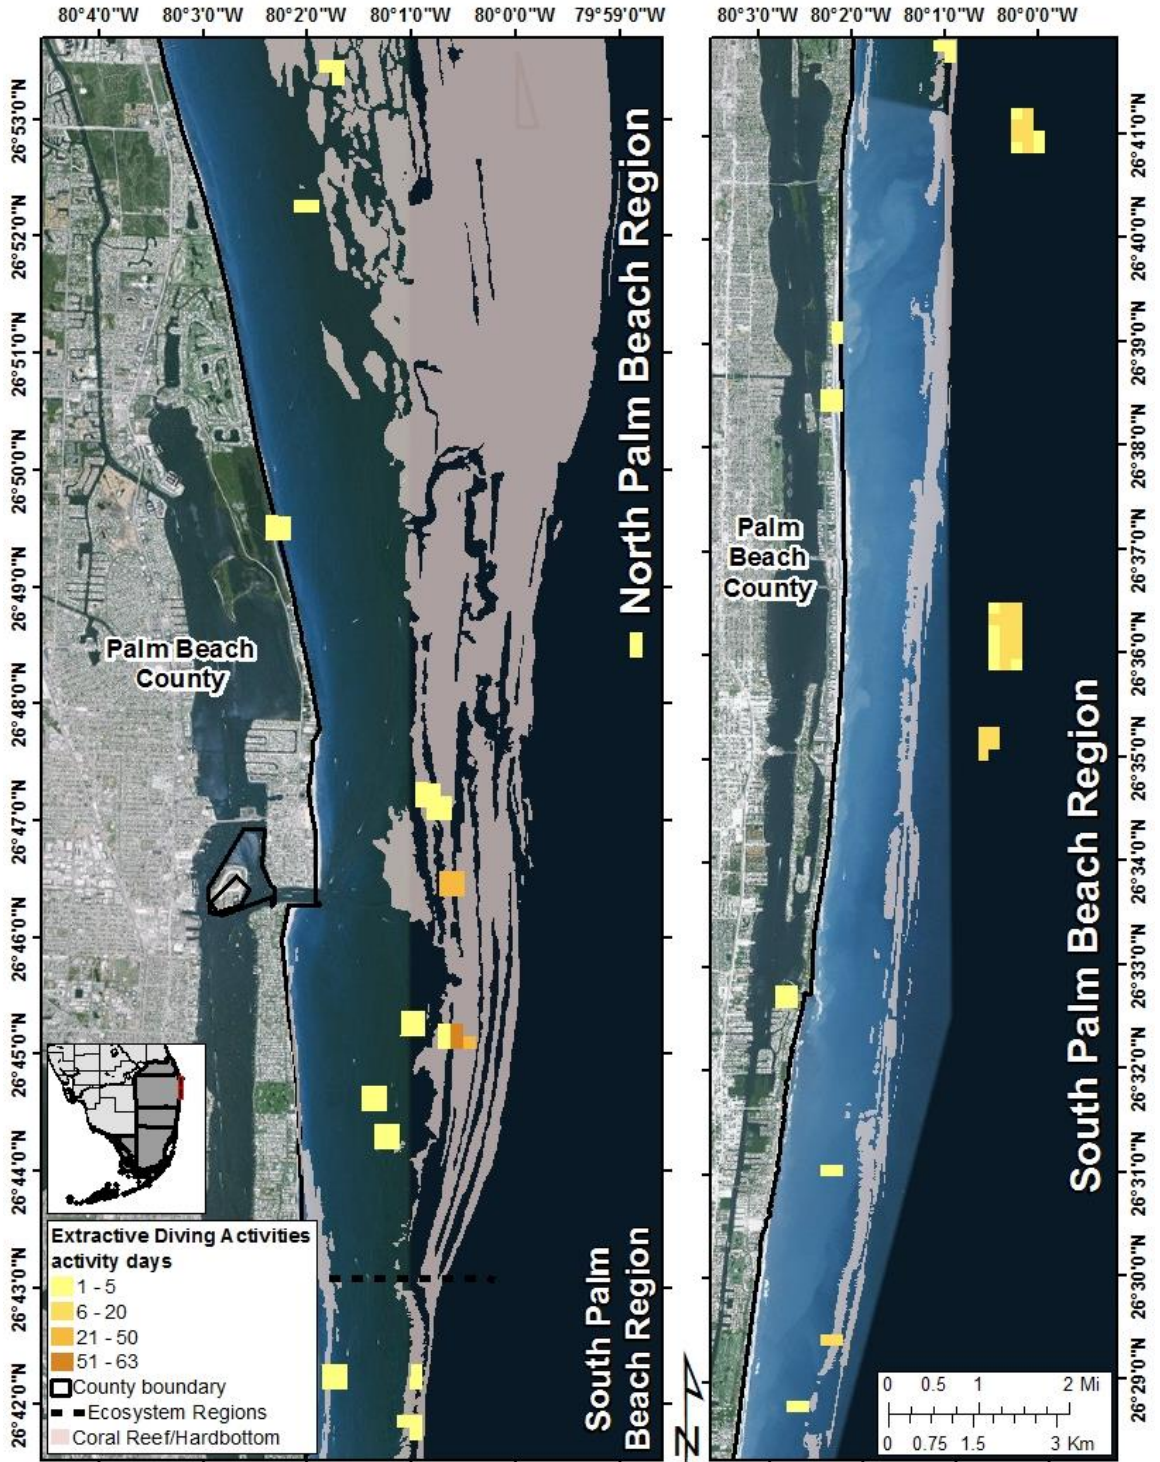 80°4'0"W
80°3'0"W
80°2'0"W
80°1'0"W
80°0'0"W
79°59'0"W
26°53'0"N
26°52'0"N
26°51'0"N
26°50'0"N
26°49'0"N
26°48'0"N
26°47'0"N
26°46'0"N
26°45'0"N
26°44'0"N
26°43'0"N
26°42'0"N
Palm Beach
County
North Palm Beach Region
South Palm
Beach Region
Extractive Diving Activities
activity days
1 - 5
6 - 20
21 - 50
51 - 63
County boundary
Ecosystem Regions
Coral Reef/Hardbottom
N
80°3'0"W
80°2'0"W
80°1'0"W
80°0'0"W
Palm
Beach
County
South Palm Beach Region
26°41'0"N
26°40'0"N
26°39'0"N
26°38'0"N
26°37'0"N
26°36'0"N
26°35'0"N
26°34'0"N
26°33'0"N
26°32'0"N
26°31'0"N
26°30'0"N
26°29'0"N
0 0.5 1 2 Mi
0 0.75 1.5 3 Km